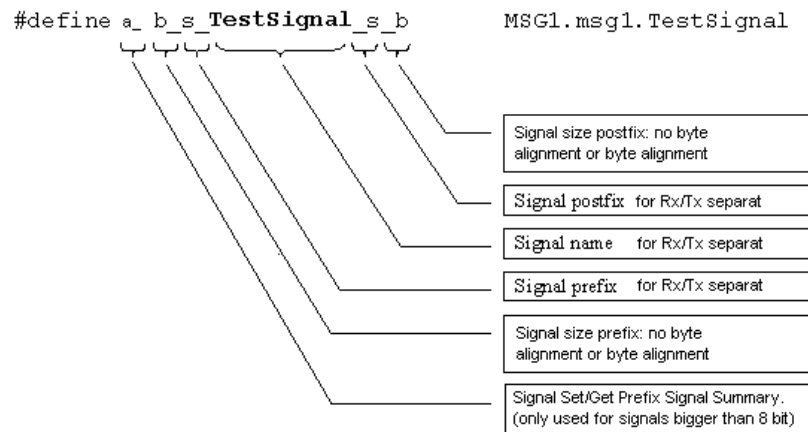 #define a_ b_s_TestSignal_s_b MSG1.msg1.TestSignal
Signal size postfix: no byte
alignment or byte alignment
Signal postfix for Rx/Tx separat
Signal name for Rx/Tx separat
Signal prefix for Rx/Tx separat
Signal size prefix: no byte
alignment or byte alignment
Signal Set/Get Prefix Signal Summary.
(only used for signals bigger than 8 bit)